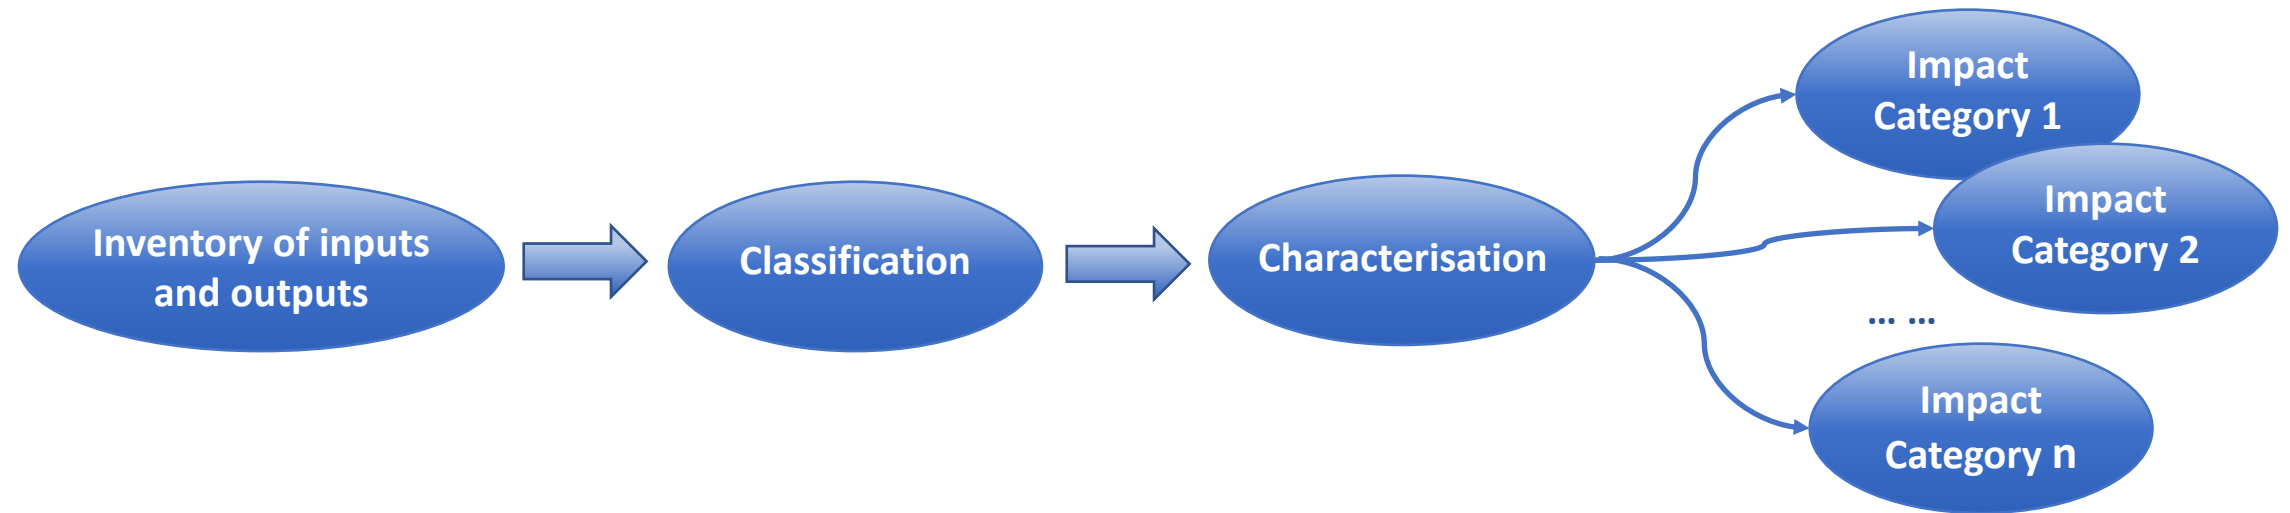 Inventory of inputs
and outputs
Classification
Characterisation
Impact
Category 1
Impact
Category 2
... ...
Impact
Category n